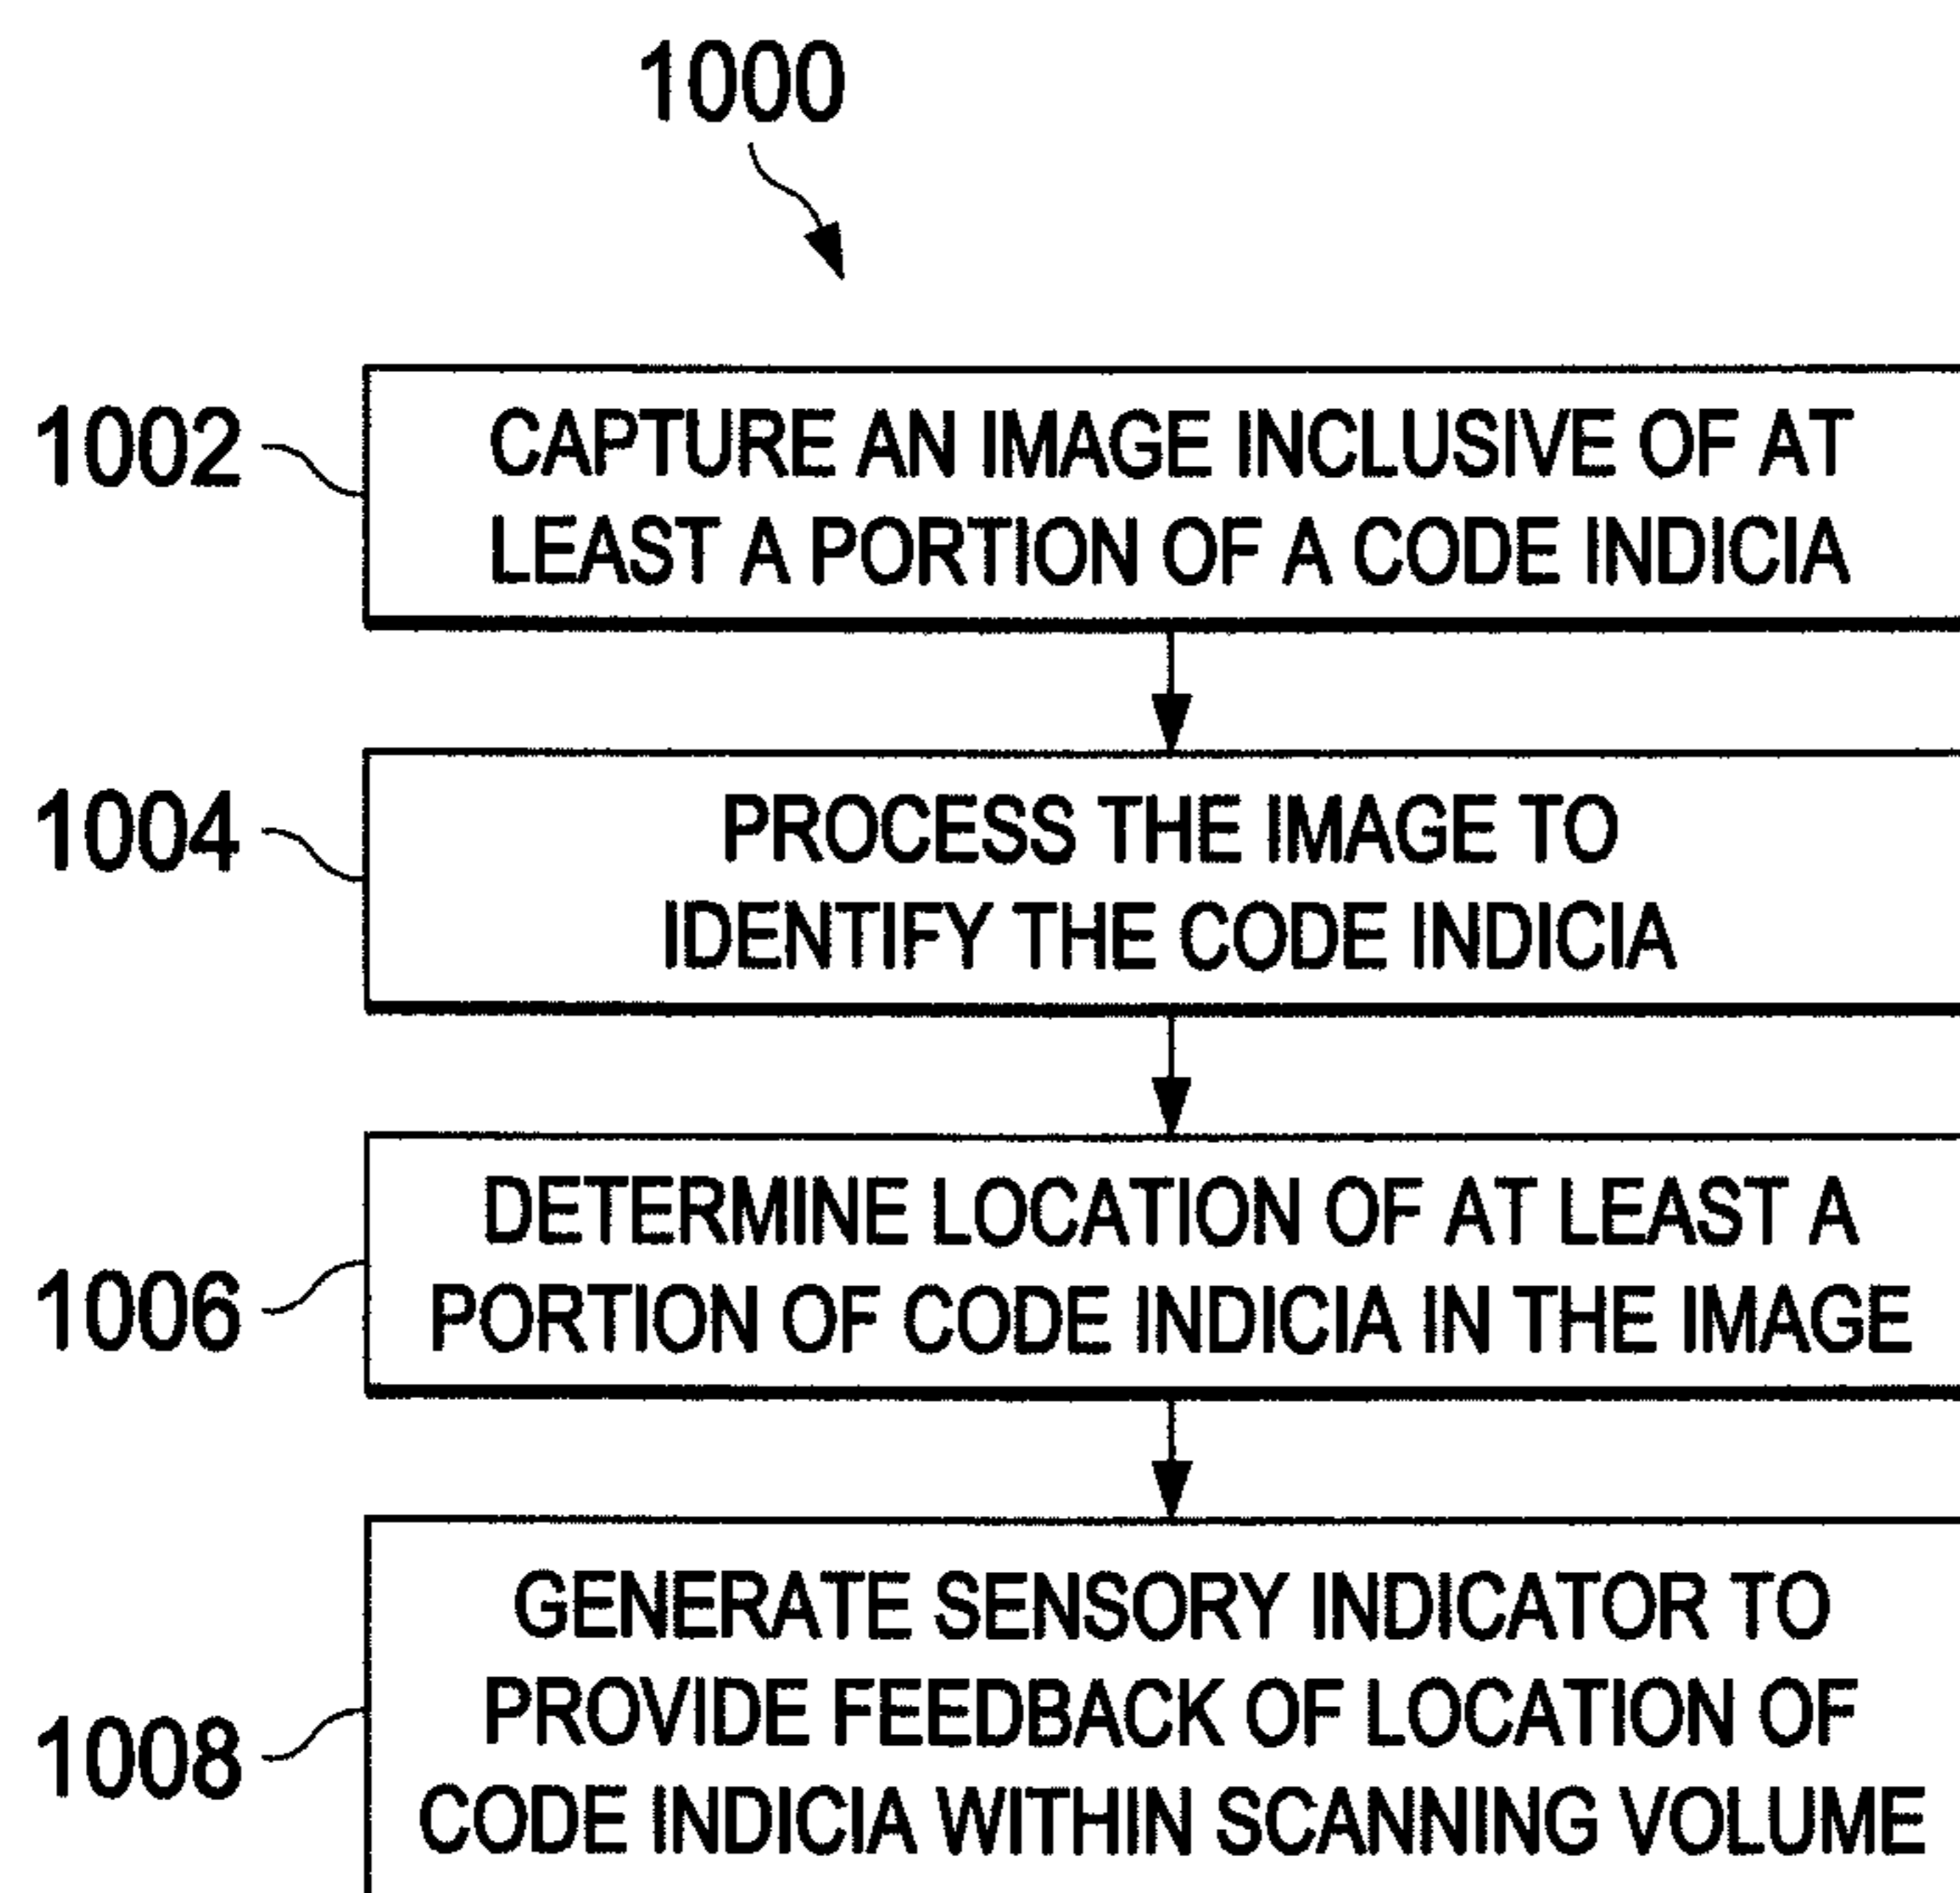 1000
1002
CAPTURE AN IMAGE INCLUSIVE OF AT
LEAST A PORTION OF A CODE INDICIA
1004
PROCESS THE IMAGE TO
IDENTIFY THE CODE INDICIA
1006
DETERMINE LOCATION OF AT LEAST A
PORTION OF CODE INDICIA IN THE IMAGE
1008
GENERATE SENSORY INDICATOR TO
PROVIDE FEEDBACK OF LOCATION OF
CODE INDICIA WITHIN SCANNING VOLUME